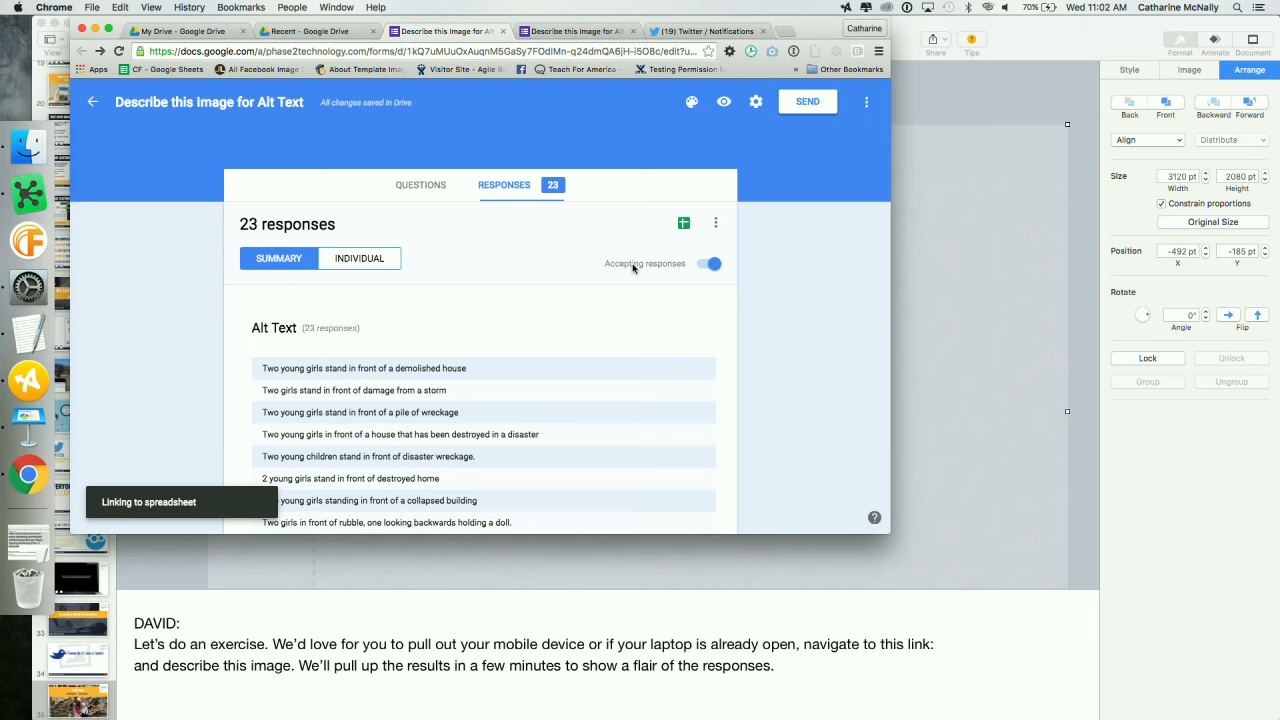 Chrome File Edit View History Bookmarks People Window Help
70% Wed 11:02 AM Catharine McNally
My Drive - Google Drive
Recent - Google Drive
Describe this Image for Alt T
Describe this Image for Alt T
(19) Twitter / Notifications
Catharine
Apps CF - Google Sheets All Facebook Image About Template Imag Visitor Site - Agile B Teach For America - Testing Permission to » Other Bookmarks
Describe this Image for Alt Text All changes saved in Drive SEND
QUESTIONS RESPONSES 23
23 responses
SUMMARY INDIVIDUAL
Accepting responses
Alt Text (23 responses)
Two young girls stand in front of a demolished house
Two girls stand in front of damage from a storm
Two young girls stand in front of a pile of wreckage
Two young girls in front of a house that has been destroyed in a disaster
Two young children stand in front of disaster wreckage.
2 young girls stand in front of destroyed home
young girls standing in front of a collapsed building
Two girls in front of rubble, one looking backwards holding a doll.
Linking to spreadsheet
Share Tips Format Animate Document
Style Image Arrange
Back Front Backward Forward
Align Distribute
Size 3120 pt 2080 pt
Width Height
Constrain proportions
Original Size
Position -492 pt -185 pt
X Y
Rotate 0°
Angle Flip
Lock Unlock
Group Ungroup
19
20
33
34
35
DAVID:
Let's do an exercise. We'd love for you to pull out your phone/device or if your laptop is already open, navigate to this link:
and describe this image. We'll pull up the results in a few minutes to show a flair of the responses.